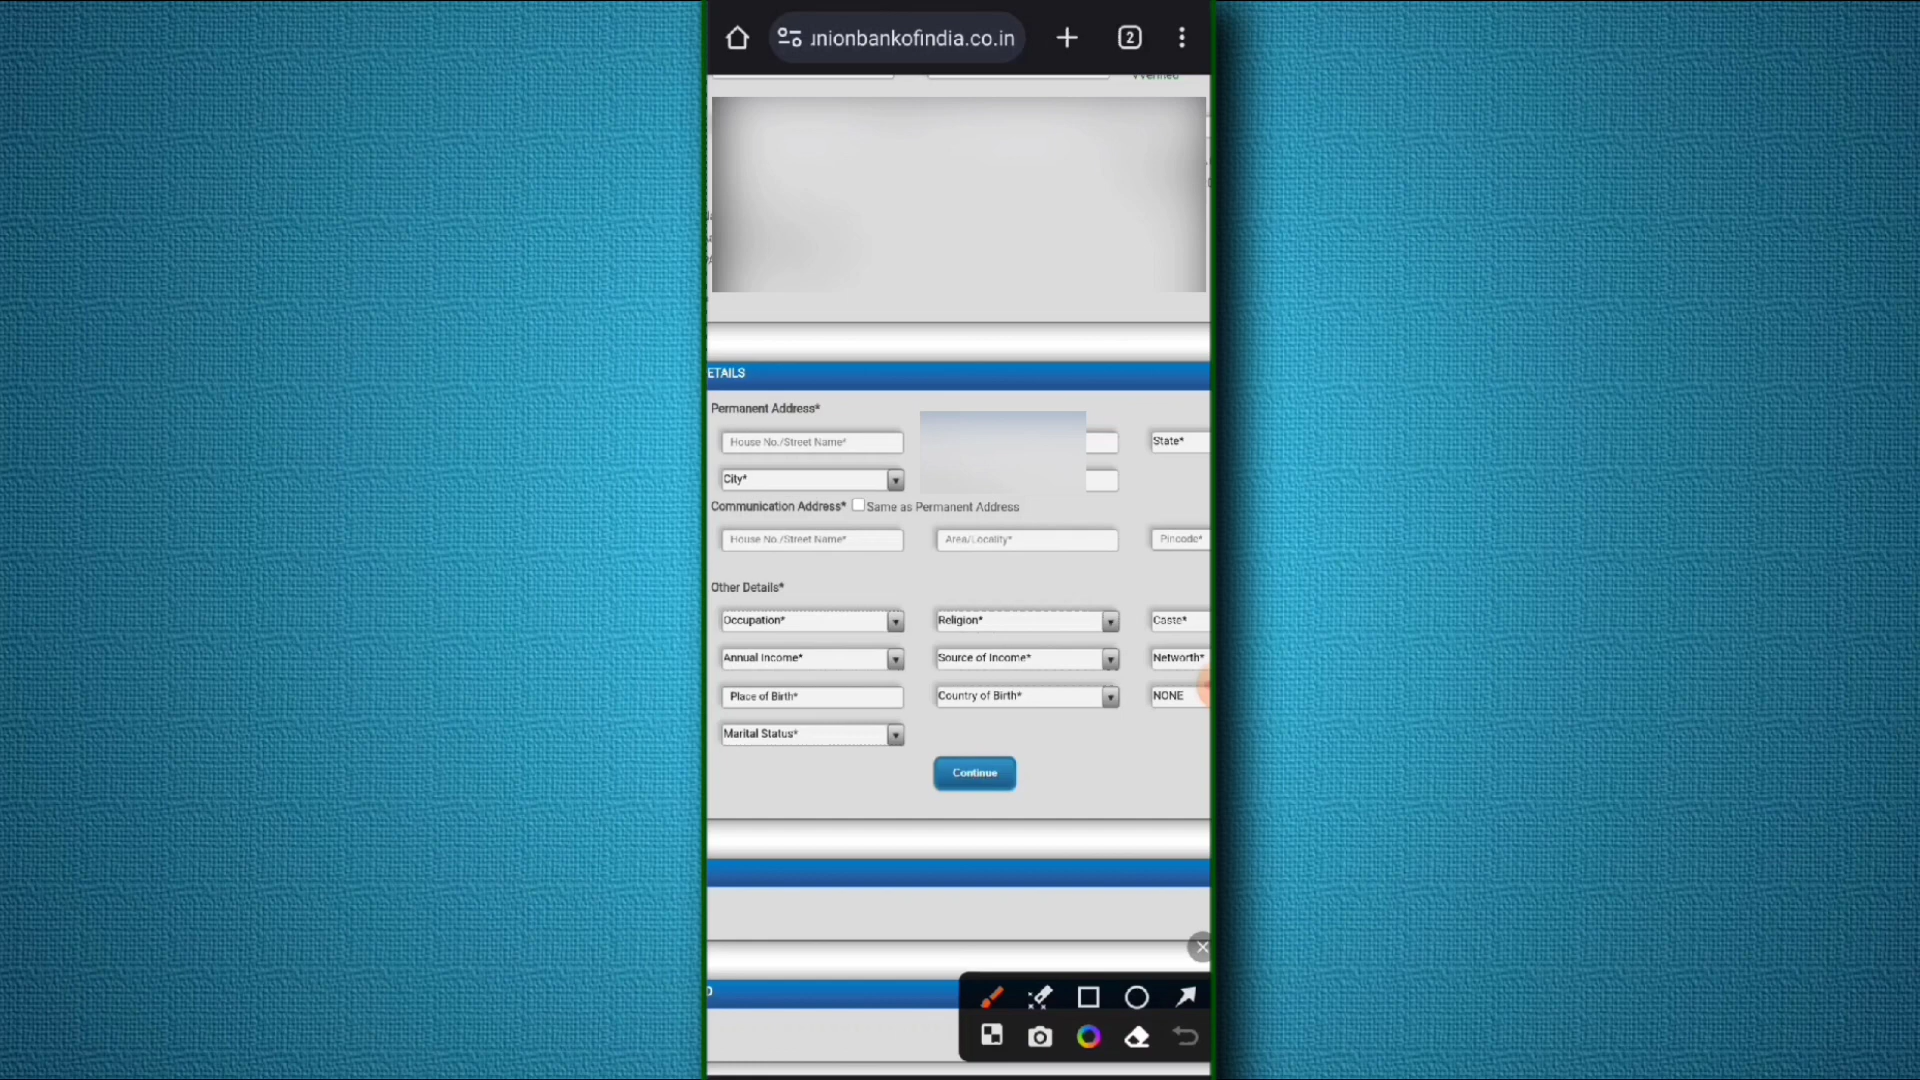 unionbankofindia.co.in 2
ETAILS
Permanent Address*
House No./Street Name* State*
City*
Communication Address* Same as Permanent Address
House No./Street Name* Area/Locality* Pincode*
Other Details*
Occupation* Religion* Caste*
Annual Income* Source of Income* Networth*
Place of Birth* Country of Birth* NONE
Marital Status*
Continue